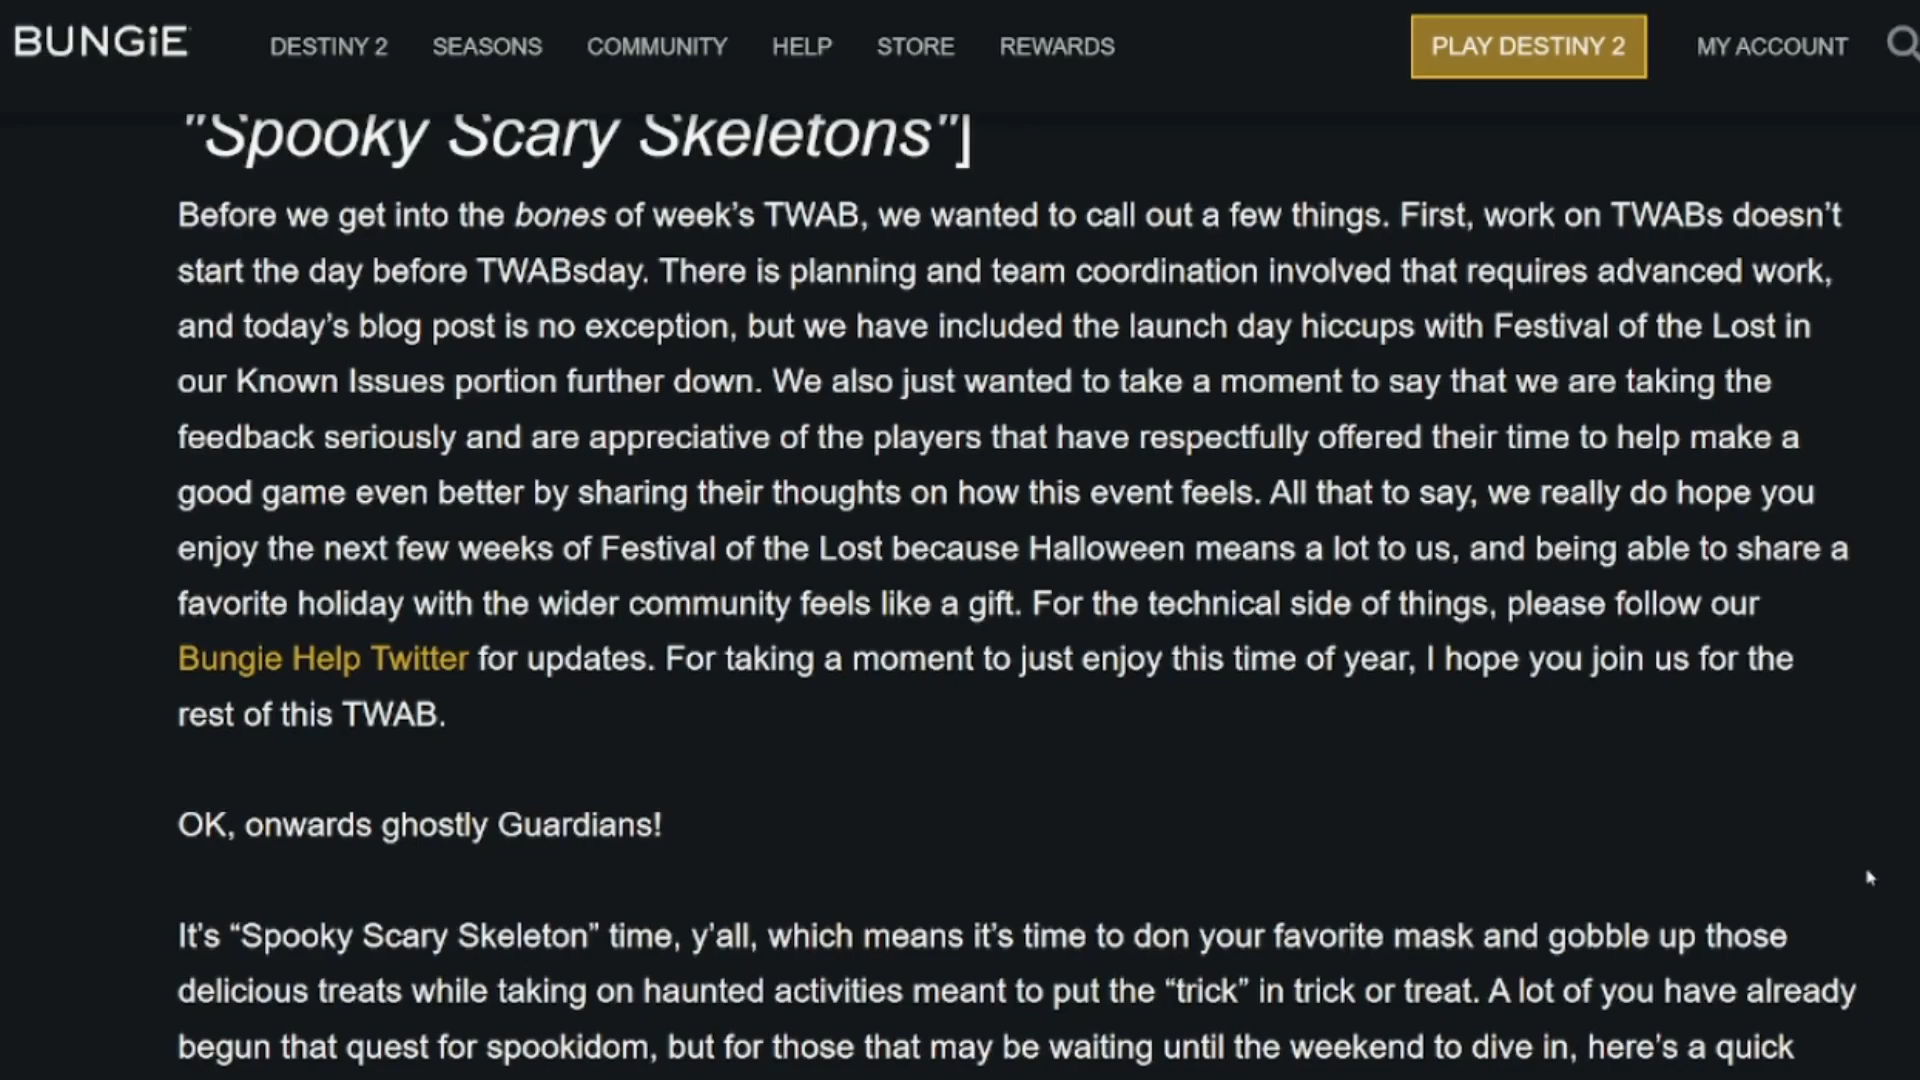 BUNGiE DESTINY 2 SEASONS COMMUNITY HELP STORE REWARDS PLAY DESTINY 2 MY ACCOUNT
"Spooky Scary Skeletons"]
Before we get into the bones of week’s TWAB, we wanted to call out a few things. First, work on TWABs doesn’t
start the day before TWABsday. There is planning and team coordination involved that requires advanced work,
and today’s blog post is no exception, but we have included the launch day hiccups with Festival of the Lost in
our Known Issues portion further down. We also just wanted to take a moment to say that we are taking the
feedback seriously and are appreciative of the players that have respectfully offered their time to help make a
good game even better by sharing their thoughts on how this event feels. All that to say, we really do hope you
enjoy the next few weeks of Festival of the Lost because Halloween means a lot to us, and being able to share a
favorite holiday with the wider community feels like a gift. For the technical side of things, please follow our
Bungie Help Twitter for updates. For taking a moment to just enjoy this time of year, I hope you join us for the
rest of this TWAB.
OK, onwards ghostly Guardians!
It’s “Spooky Scary Skeleton” time, y’all, which means it’s time to don your favorite mask and gobble up those
delicious treats while taking on haunted activities meant to put the “trick” in trick or treat. A lot of you have already
begun that quest for spookidom, but for those that may be waiting until the weekend to dive in, here’s a quick